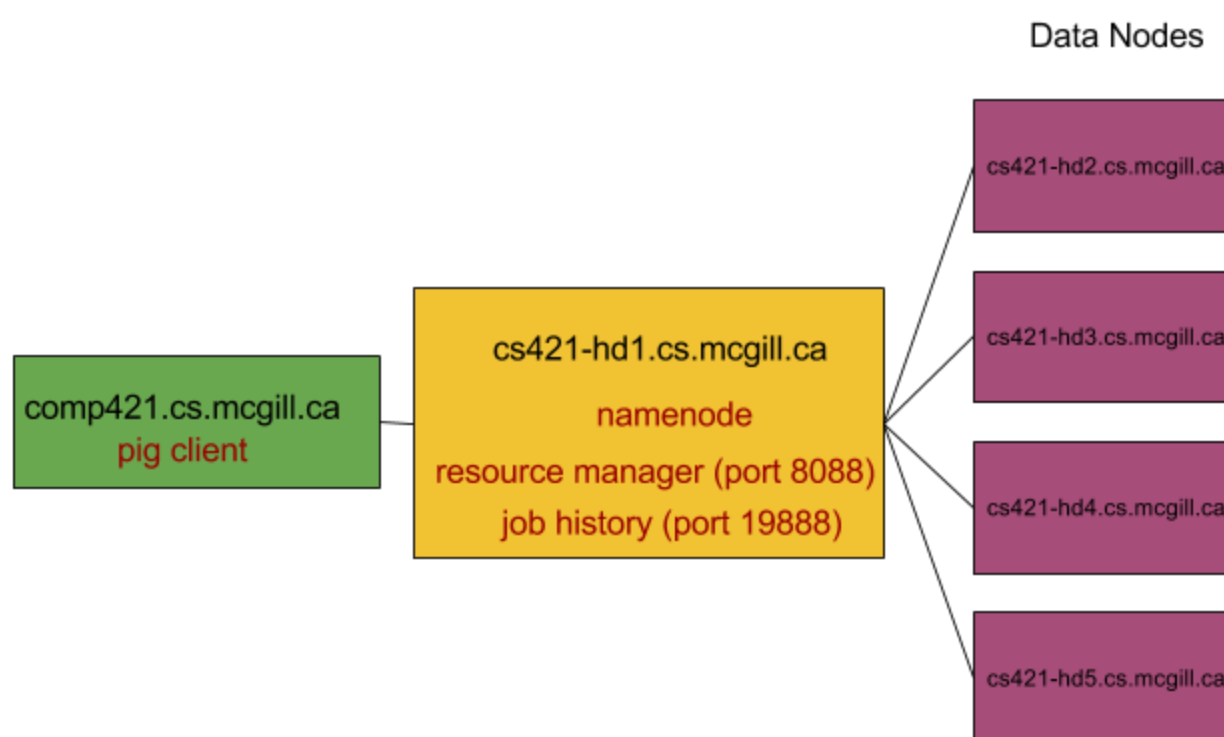 Data Nodes
cs421-hd2.cs.mcgill.ca
cs421-hd3.cs.mcgill.ca
cs421-hd1.cs.mcgill.ca
namenode
resource manager (port 8088)
job history (port 19888)
comp421.cs.mcgill.ca
pig client
cs421-hd4.cs.mcgill.ca
cs421-hd5.cs.mcgill.ca